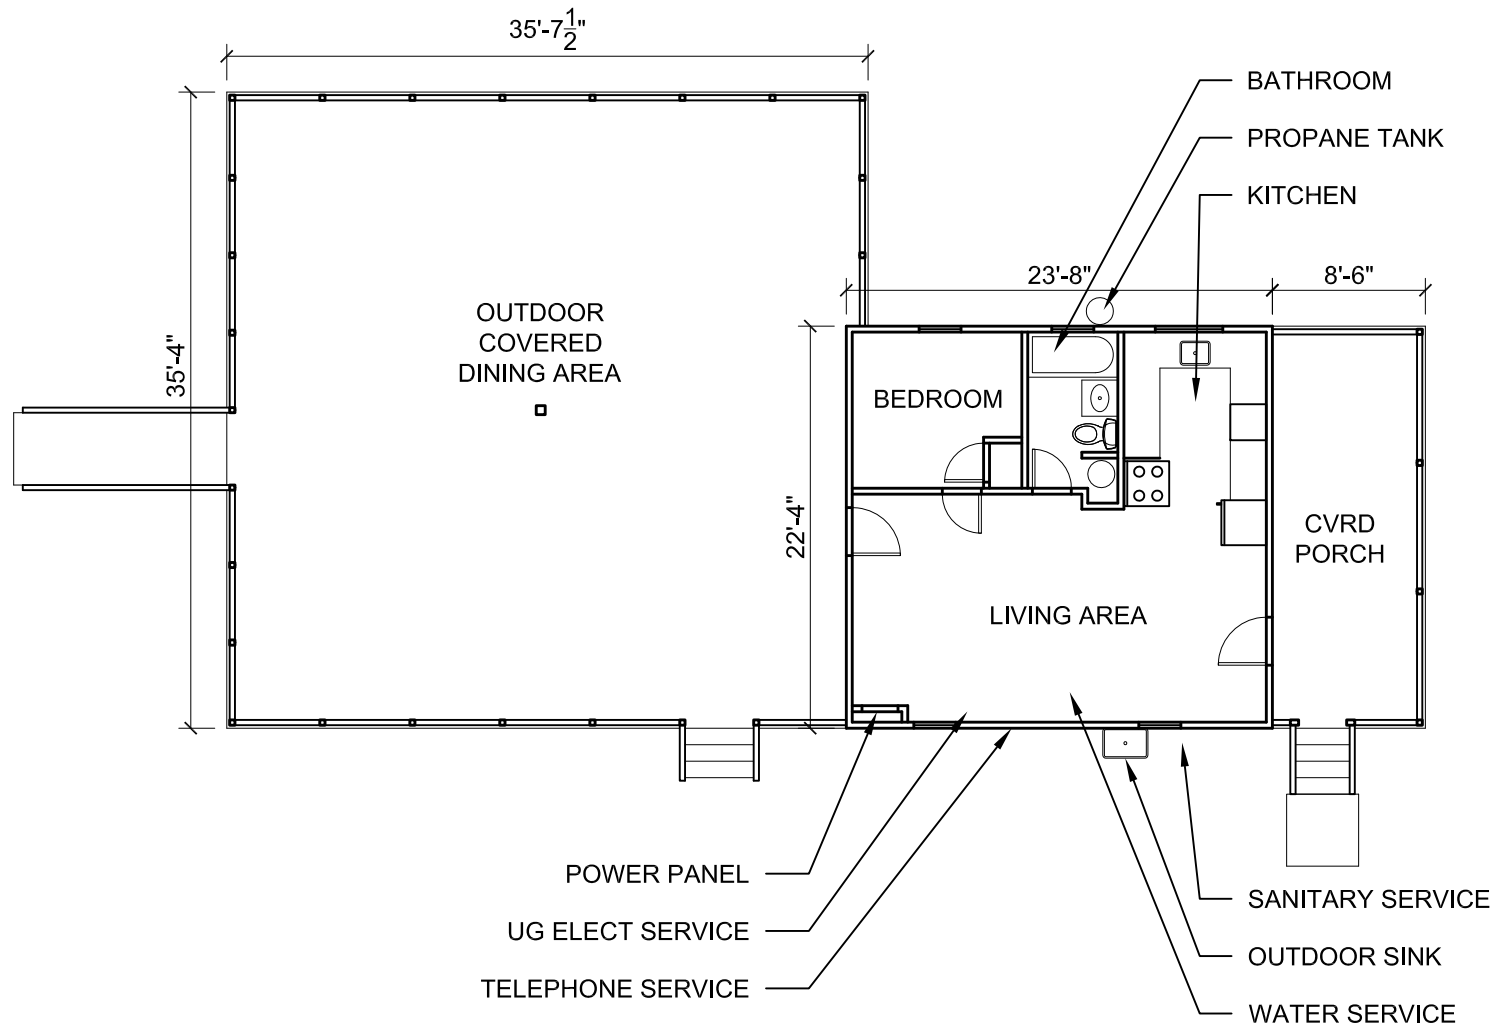 35'-7 1/2"
BATHROOM
PROPANE TANK
KITCHEN
23'-8"
8'-6"
OUTDOOR
COVERED
DINING AREA
35'-4"
BEDROOM
22'-4"
CVRD
PORCH
LIVING AREA
POWER PANEL
UG ELECT SERVICE
TELEPHONE SERVICE
SANITARY SERVICE
OUTDOOR SINK
WATER SERVICE